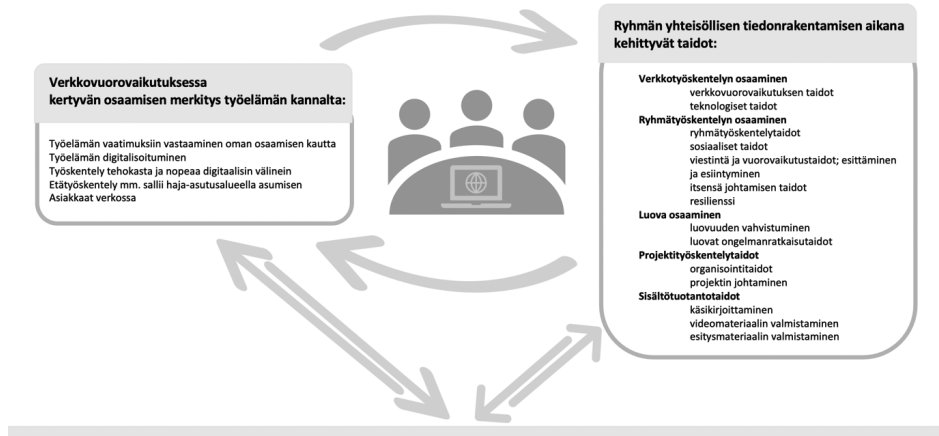 Verkkovuorovaikutuksessa
kertyvän osaamisen merkitys työelämän kannalta:
Työelämän vaatimuksiin vastaaminen oman osaamisen kautta
Työelämän digitalisoituminen
Työskentely tehokasta ja nopeaa digitaalisin välinein
Etätyöskentely mm. sallii haja-asutusalueella asumisen
Asiakkaat verkossa
Ryhmän yhteisöllisen tiedonrakentamisen aikana
kehittyvät taidot:
Verkkotyöskentelyn osaaminen
verkkovuorovaikutuksen taidot
teknologiset taidot
Ryhmätyöskentelyn osaaminen
ryhmätyöskentelytaidot
sosiaaliset taidot
viestintä ja vuorovaikutustaidot; esittäminen
ja esiintyminen
itsensä johtamisen taidot
resilienssi
Luova osaaminen
luovuuden vahvistuminen
luovat ongelmanratkaisutaidot
Projektityöskentelytaidot
organisointitaidot
projektin johtaminen
Sisältötuotantotaidot
käsikirjoittaminen
videomateriaalin valmistaminen
esitysmateriaalin valmistaminen